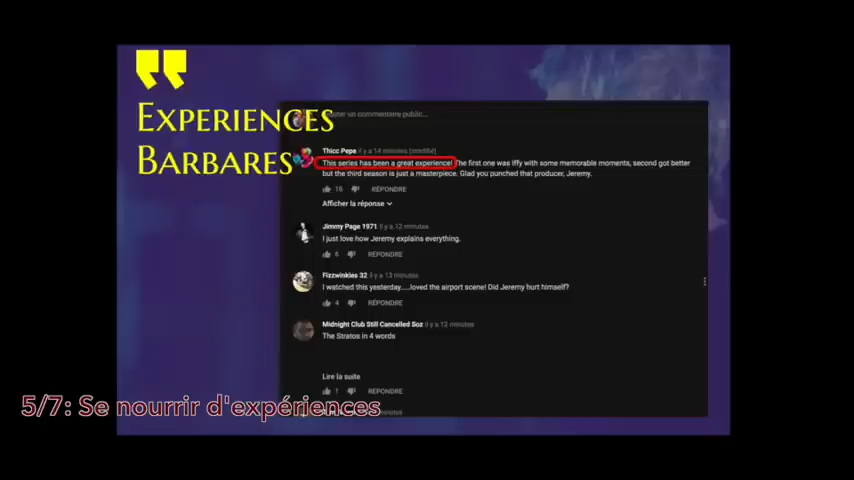 EXPERIENCES
BARBARES
un commentaire public...
Thicc Pepe il y a 14 minutes (modifié)
This series has been a great experience! The first one was iffy with some memorable moments, second got better
but the third season is just a masterpiece. Glad you punched that producer, Jeremy.
16 RÉPONDRE
Afficher la réponse
Jimmy Page 1971 il y a 12 minutes
I just love how Jeremy explains everything.
6 RÉPONDRE
Fizzwinkles 32 il y a 13 minutes
I watched this yesterday.....loved the airport scene! Did Jeremy hurt himself?
4 RÉPONDRE
Midnight Club Still Cancelled Soz il y a 12 minutes
The Stratos in 4 words
Lire la suite
1 RÉPONDRE
5/7: Se nourrir d'expériences